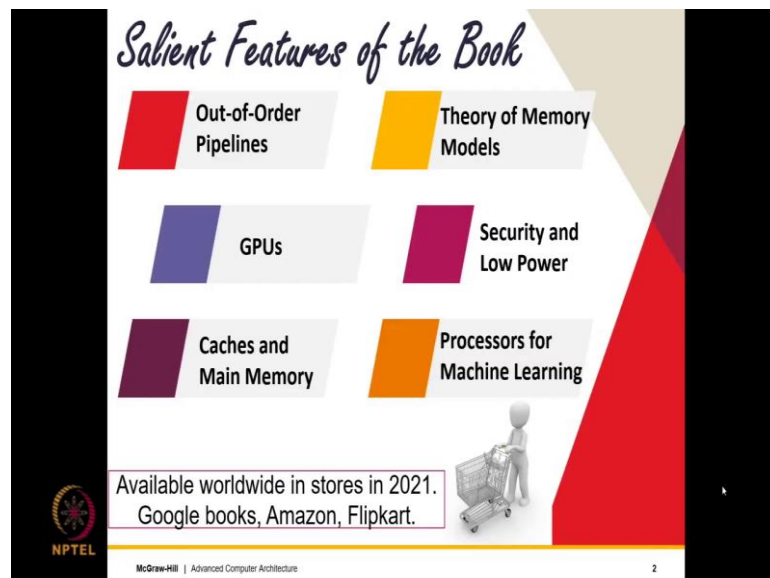 Salient Features of the Book
Out-of-Order
Pipelines
Theory of Memory
Models
GPUs
Security and
Low Power
Caches and
Main Memory
Processors for
Machine Learning
Available worldwide in stores in 2021.
Google books, Amazon, Flipkart.
NPTEL
McGraw-Hill | Advanced Computer Architecture
2